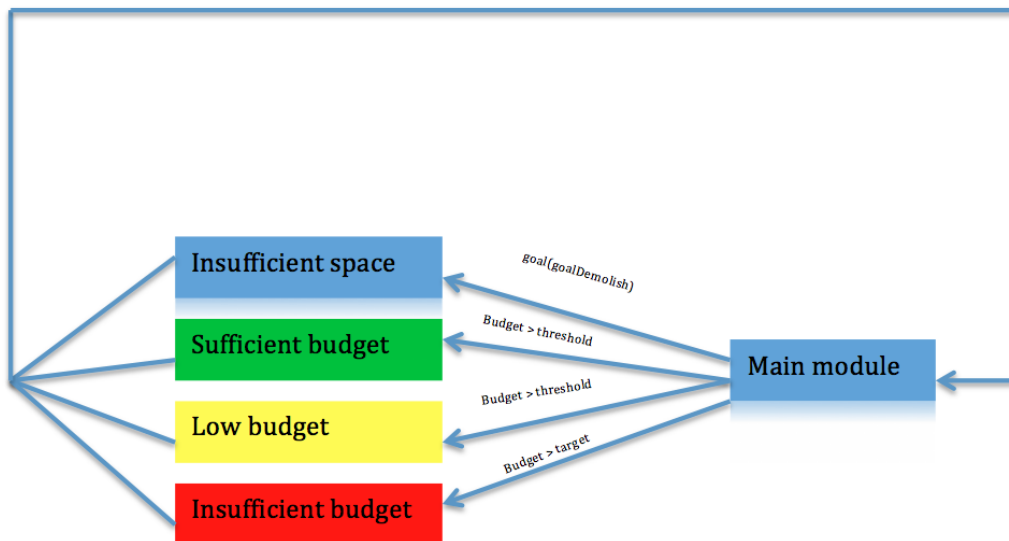 Insufficient space
goal(goalDemolish)
Sufficient budget
Budget > threshold
Main module
Low budget
Budget > threshold
Insufficient budget
Budget > target